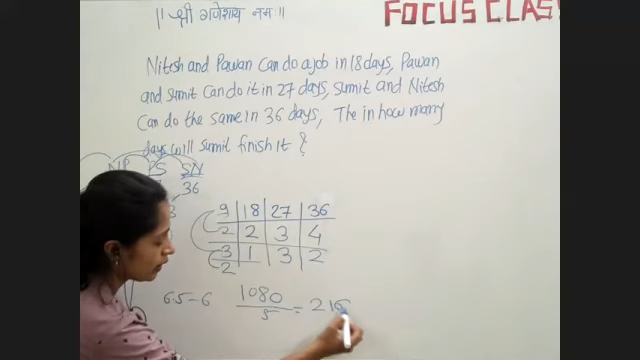 || श्री गणेशाय नमः ||
FOCUS CLAS
Nitesh and Pawan can do a job in 18 days, Pawan
and sumit can do it in 27 days, sumit and Nitesh
can do the same in 36 days, The in how many
days will sumit finish it ?
NP PS SN
36
3
9 18 27 36
2 2 3 4
3 1 3 2
2
6.5-6 1080/5 = 216